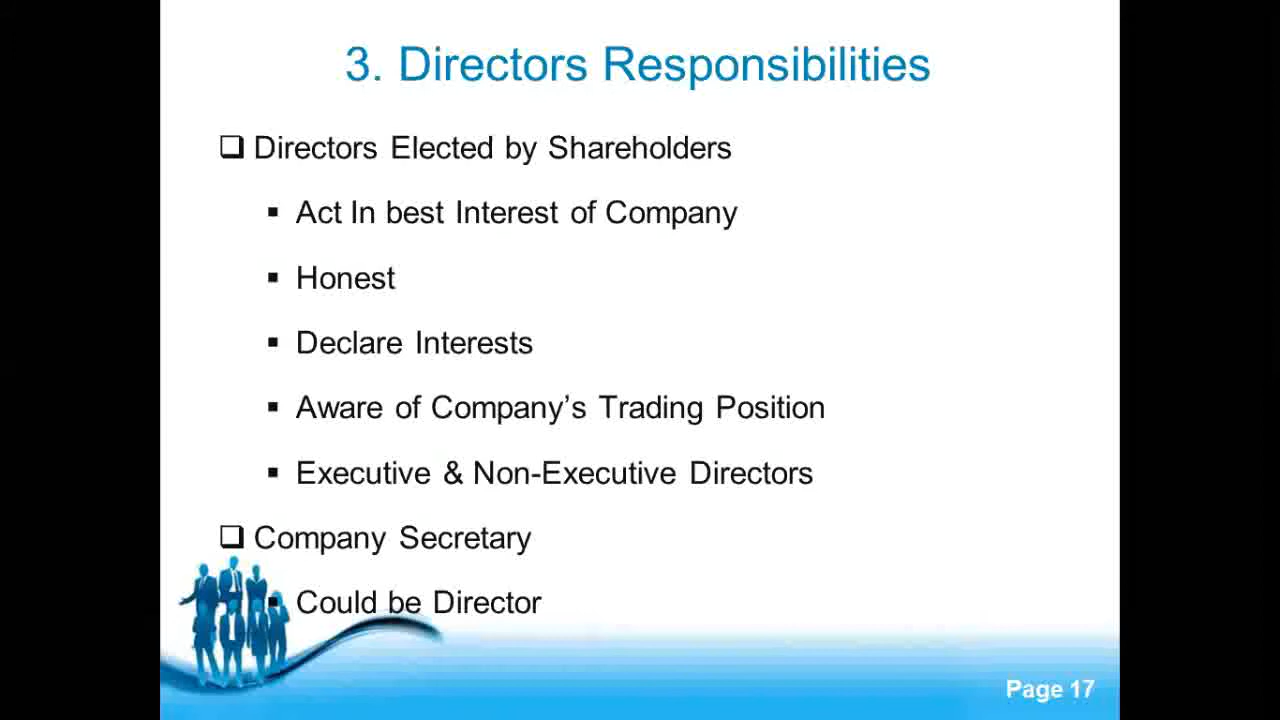 3. Directors Responsibilities
Directors Elected by Shareholders
Act In best Interest of Company
Honest
Declare Interests
Aware of Company’s Trading Position
Executive & Non-Executive Directors
Company Secretary
Could be Director
Page 17